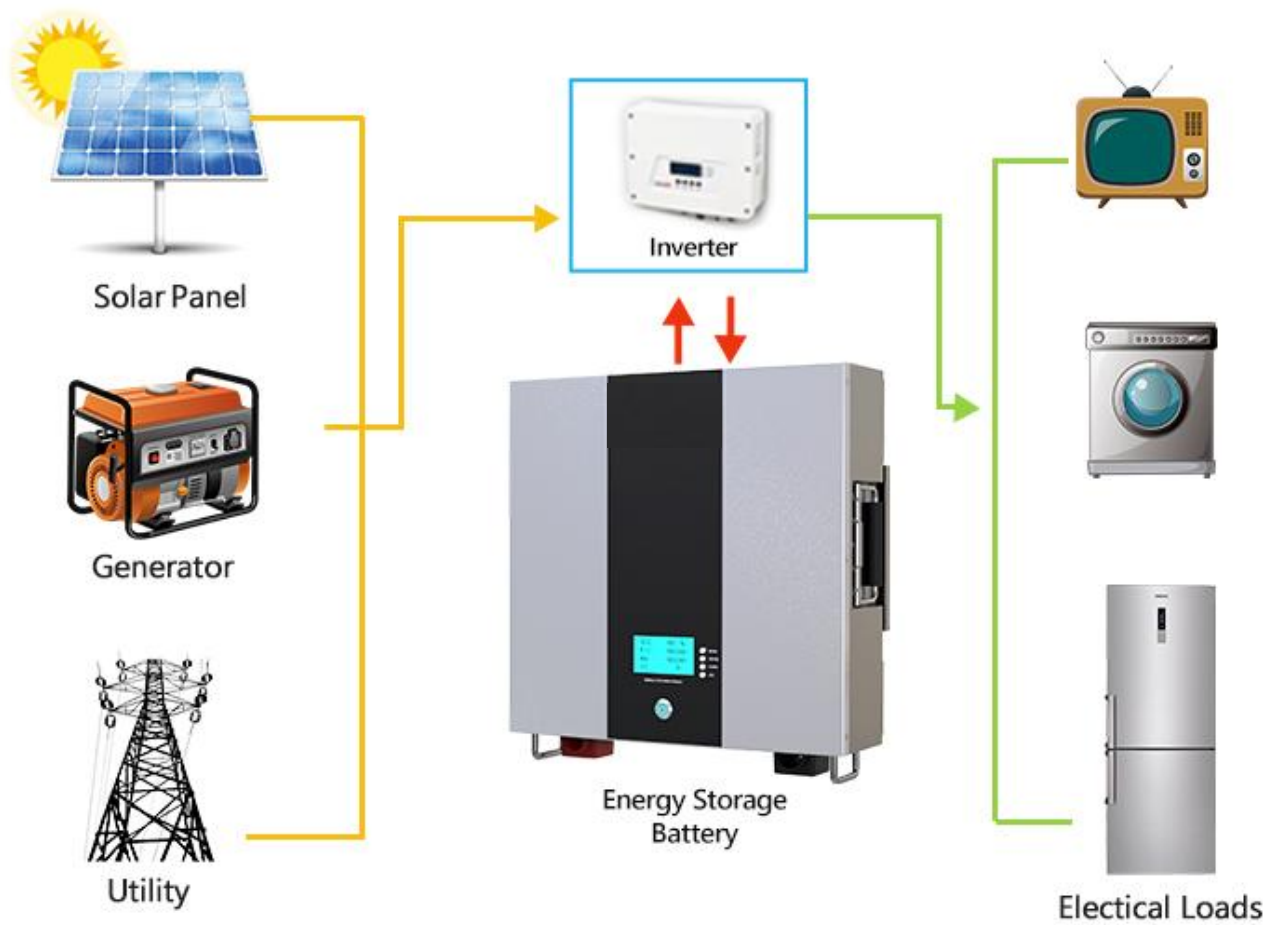 Solar Panel
Inverter
Generator
Energy Storage
Battery
Utility
Electical Loads